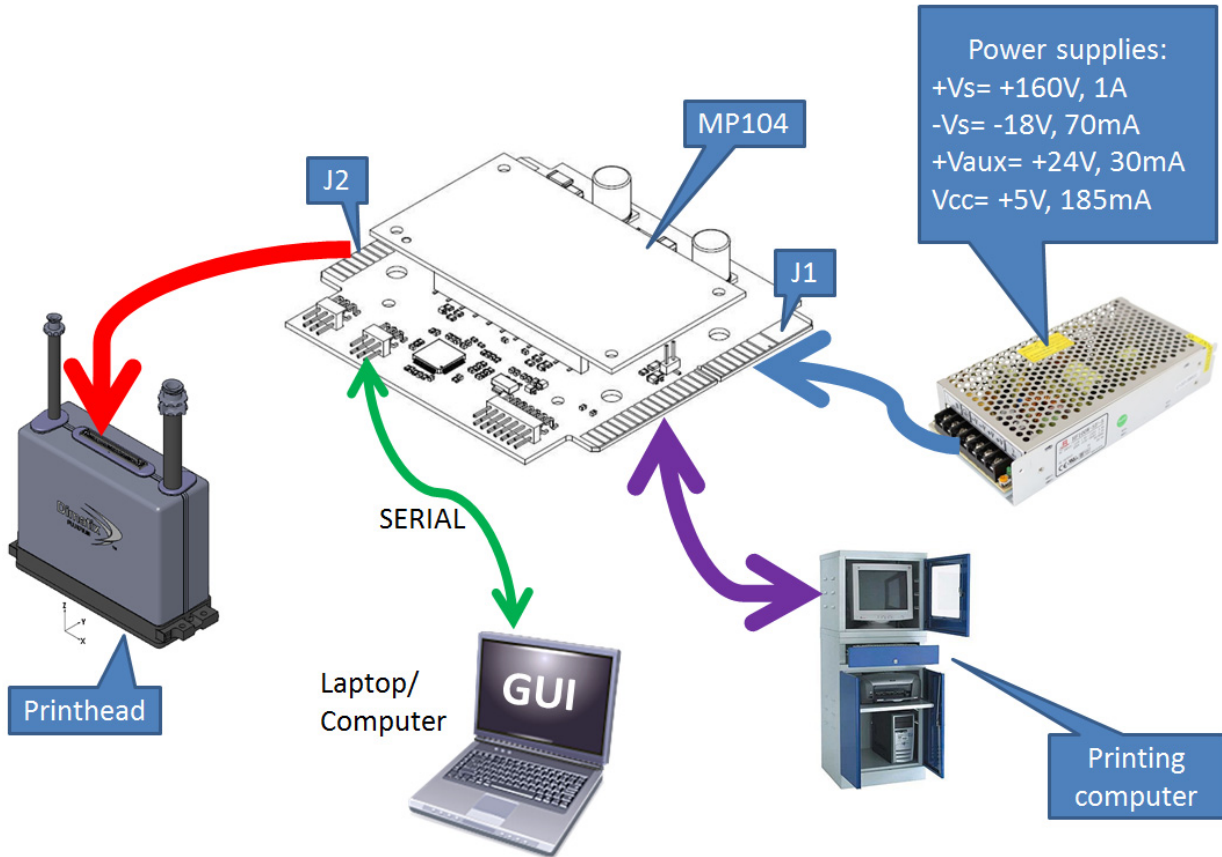 Power supplies:
+Vs= +160V, 1A
-Vs= -18V, 70mA
+Vaux= +24V, 30mA
Vcc= +5V, 185mA
MP104
J2
J1
SERIAL
Dimatix
Z
Y
X
Printhead
Laptop/
Computer
GUI
Printing
computer